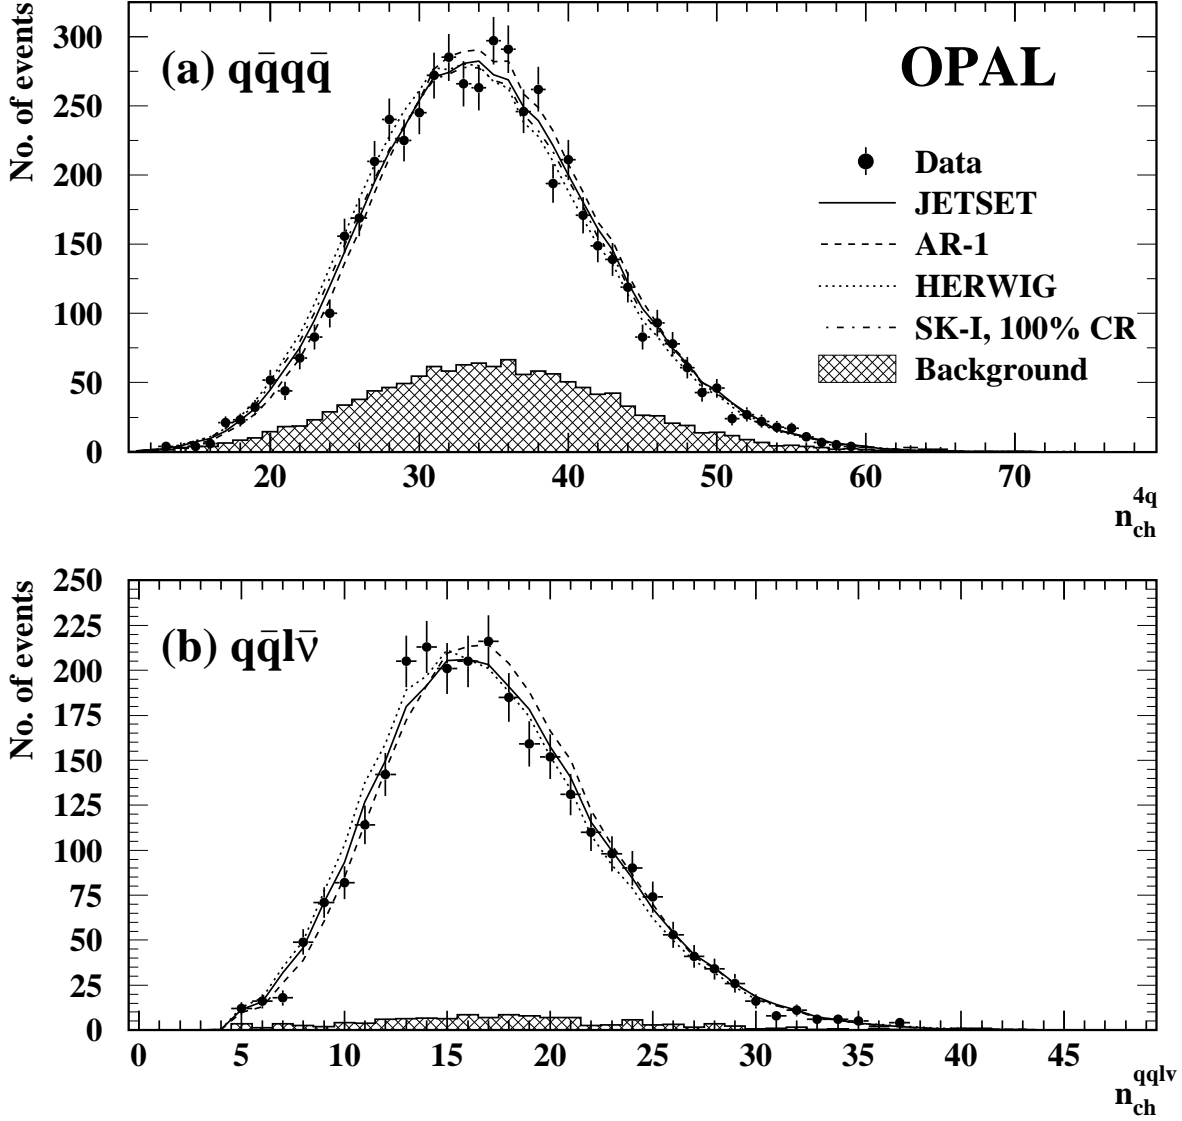 No. of events
300
250
200
150
100
50
0
(a) qq̄qq̄
OPAL
Data
JETSET
AR-1
HERWIG
SK-I, 100% CR
Background
20 30 40 50 60 70
n_ch^4q
No. of events
250
225
200
175
150
125
100
75
50
25
0
(b) qq̄lν̄
0 5 10 15 20 25 30 35 40 45
n_ch^qqlν